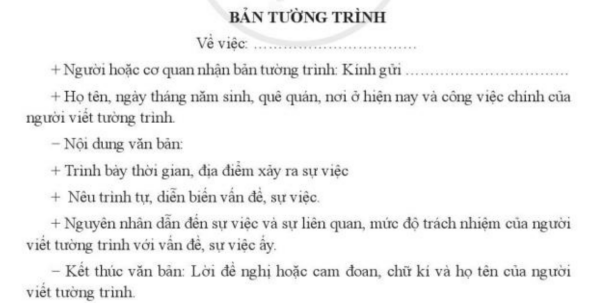 BẢN TƯỜNG TRÌNH
Về việc: ....................................
+ Người hoặc cơ quan nhận bản tường trình: Kính gửi ....................................
+ Họ tên, ngày tháng năm sinh, quê quán, nơi ở hiện nay và công việc chính của
người viết tường trình.
– Nội dung văn bản:
+ Trình bày thời gian, địa điểm xảy ra sự việc
+ Nêu trình tự, diễn biến vấn đề, sự việc.
+ Nguyên nhân dẫn đến sự việc và sự liên quan, mức độ trách nhiệm của người
viết tường trình với vấn đề, sự việc ấy.
– Kết thúc văn bản: Lời đề nghị hoặc cam đoan, chữ kí và họ tên của người
viết tường trình.